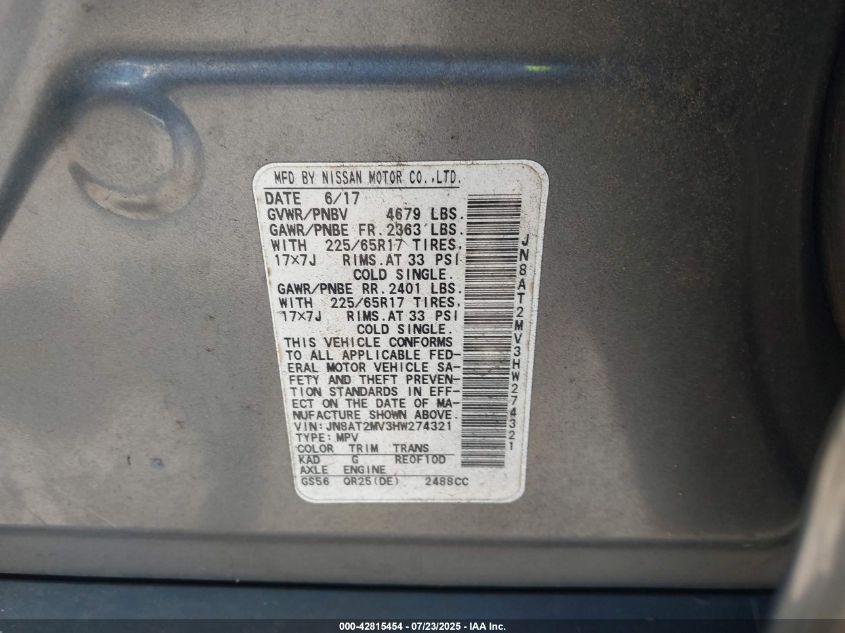 MFD BY NISSAN MOTOR CO.,LTD.
DATE 6/17
GVWR/PNBV 4679 LBS.
GAWR/PNBE FR. 2363 LBS.
WITH 225/65R17 TIRES,
17×7J RIMS.AT 33 PSI
COLD SINGLE.
GAWR/PNBE RR. 2401 LBS.
WITH 225/65R17 TIRES,
17×7J RIMS.AT 33 PSI
COLD SINGLE.
THIS VEHICLE CONFORMS
TO ALL APPLICABLE FED-
ERAL MOTOR VEHICLE SA-
FETY AND THEFT PREVEN-
TION STANDARDS IN EFF-
ECT ON THE DATE OF MA-
NUFACTURE SHOWN ABOVE.
VIN: JN8AT2MV3HW274321
TYPE: MPV
COLOR TRIM TRANS
KAD G RE0F10D
AXLE ENGINE
GS56 QR25(DE) 2488CC
JN8AT2MV3HW274321
000-42815454 - 07/23/2025 - IAA Inc.